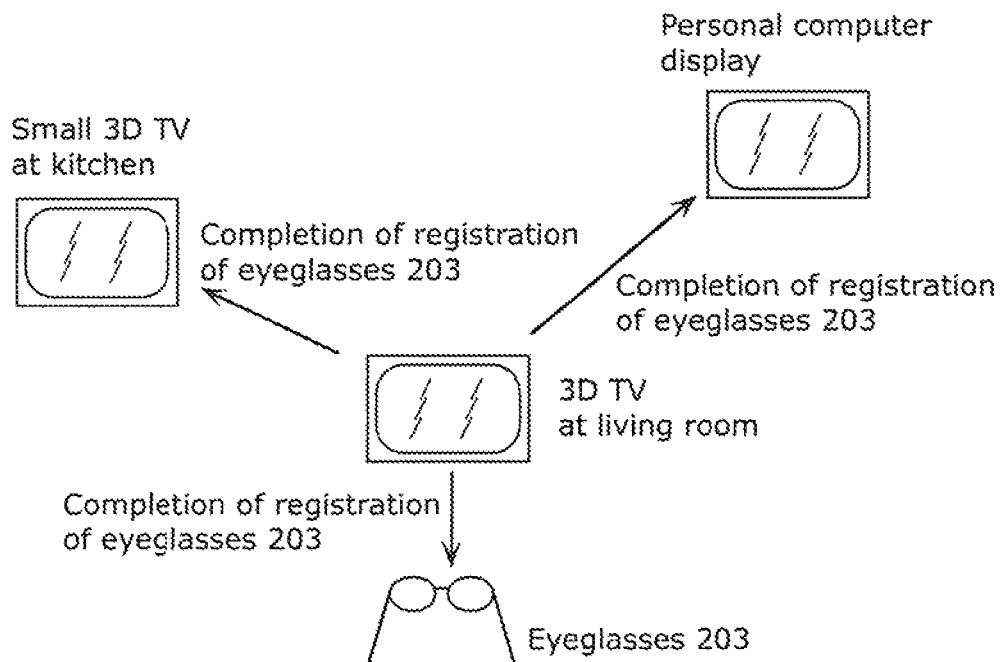 Personal computer
display
Small 3D TV
at kitchen
Completion of registration
of eyeglasses 203
Completion of registration
of eyeglasses 203
3D TV
at living room
Completion of registration
of eyeglasses 203
Eyeglasses 203